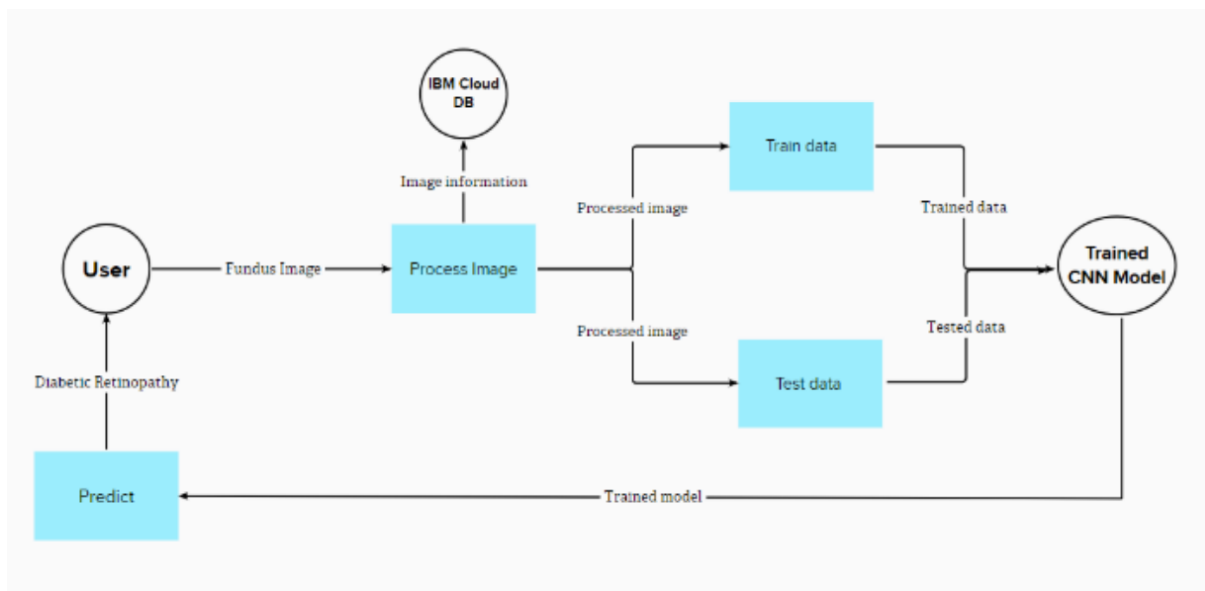 IBM Cloud
DB
Image information
Train data
Processed image
Trained data
User
Fundus Image
Process Image
Trained
CNN Model
Processed image
Tested data
Diabetic Retinopathy
Test data
Predict
Trained model